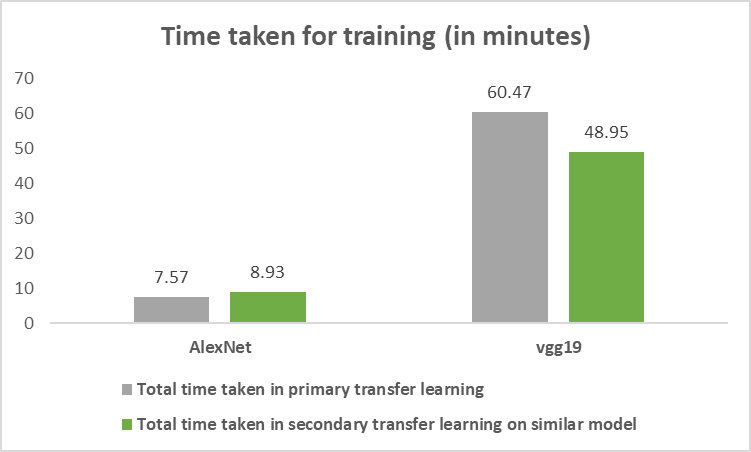 Time taken for training (in minutes)
70
60
50
40
30
20
10
0
7.57
8.93
60.47
48.95
AlexNet
vgg19
Total time taken in primary transfer learning
Total time taken in secondary transfer learning on similar model